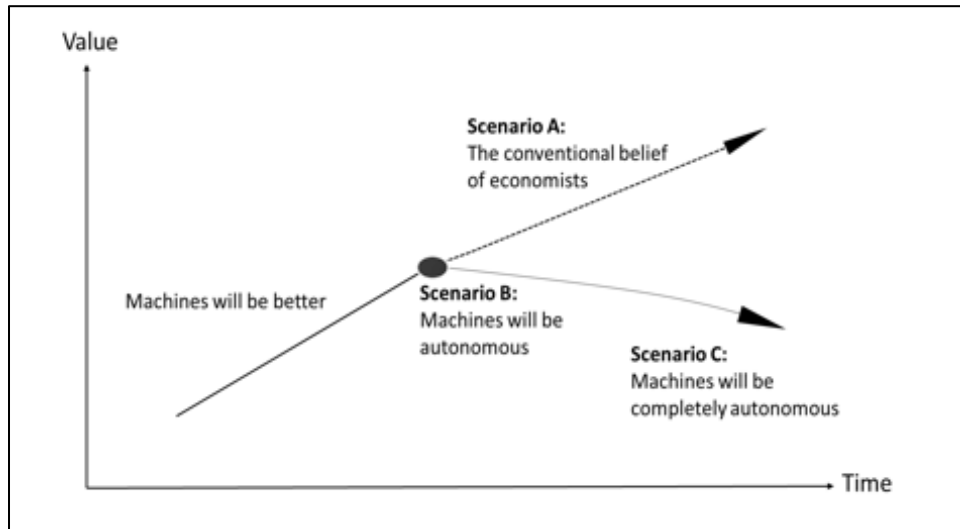 Value
Scenario A:
The conventional belief
of economists
Machines will be better
Scenario B:
Machines will be
autonomous
Scenario C:
Machines will be
completely autonomous
Time